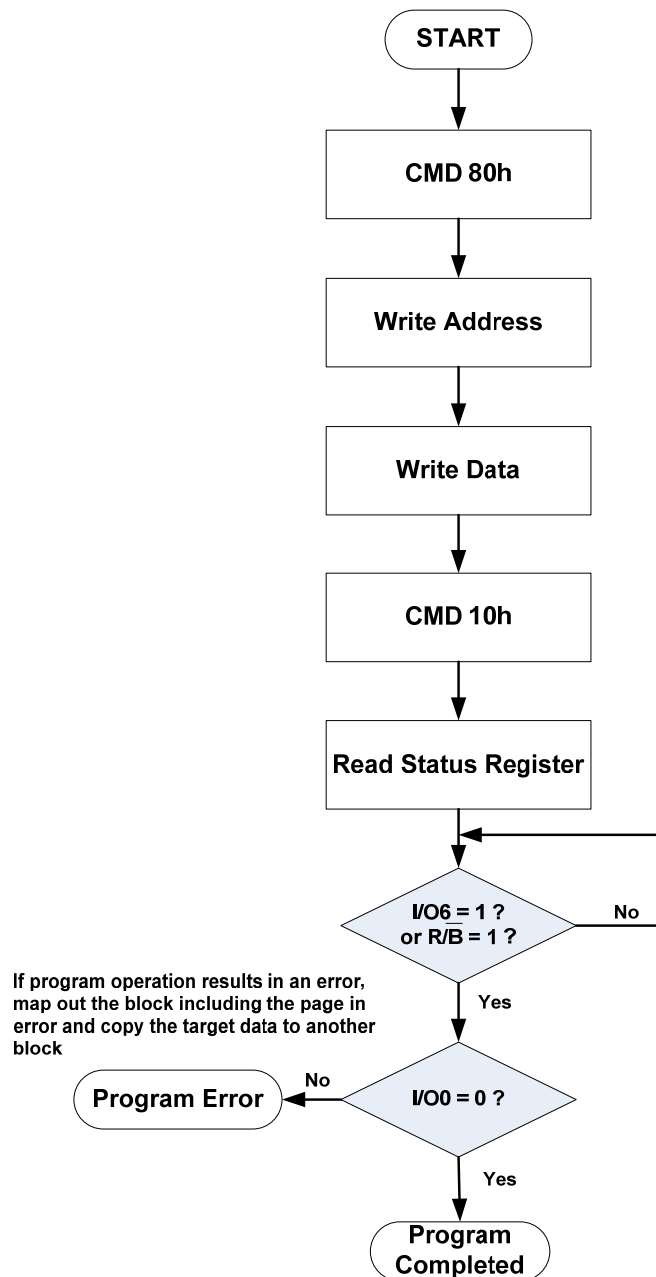 START
CMD 80h
Write Address
Write Data
CMD 10h
Read Status Register
I/O6 = 1 ?
or R/B̅ = 1 ?
No
Yes
If program operation results in an error,
map out the block including the page in
error and copy the target data to another
block
No
Program Error
I/O0 = 0 ?
Yes
Program
Completed